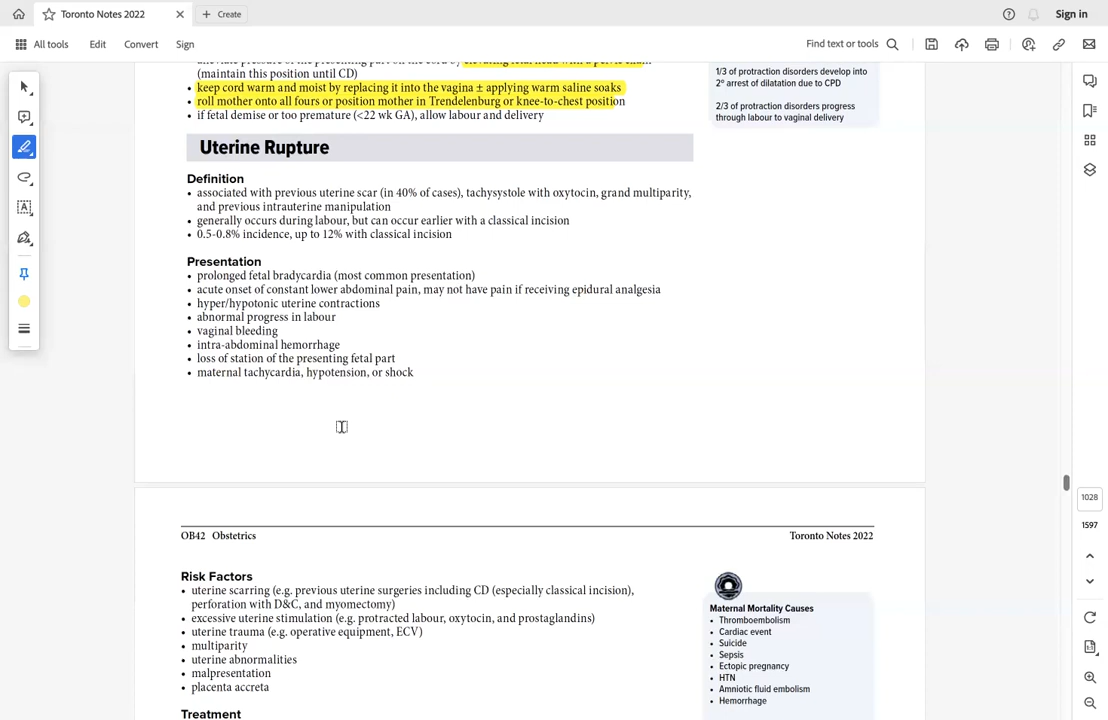 Toronto Notes 2022
Create
Sign in
All tools
Edit
Convert
Sign
Find text or tools
(maintain this position until CD)
• keep cord warm and moist by replacing it into the vagina ± applying warm saline soaks
• roll mother onto all fours or position mother in Trendelenburg or knee-to-chest position
• if fetal demise or too premature (<22 wk GA), allow labour and delivery
1/3 of protraction disorders develop into
2º arrest of dilatation due to CPD
2/3 of protraction disorders progress
through labour to vaginal delivery
Uterine Rupture
Definition
• associated with previous uterine scar (in 40% of cases), tachysystole with oxytocin, grand multiparity,
and previous intrauterine manipulation
• generally occurs during labour, but can occur earlier with a classical incision
• 0.5-0.8% incidence, up to 12% with classical incision
Presentation
• prolonged fetal bradycardia (most common presentation)
• acute onset of constant lower abdominal pain, may not have pain if receiving epidural analgesia
• hyper/hypotonic uterine contractions
• abnormal progress in labour
• vaginal bleeding
• intra-abdominal hemorrhage
• loss of station of the presenting fetal part
• maternal tachycardia, hypotension, or shock
1028
1597
OB42 Obstetrics
Toronto Notes 2022
Risk Factors
• uterine scarring (e.g. previous uterine surgeries including CD (especially classical incision),
perforation with D&C, and myomectomy)
• excessive uterine stimulation (e.g. protracted labour, oxytocin, and prostaglandins)
• uterine trauma (e.g. operative equipment, ECV)
• multiparity
• uterine abnormalities
• malpresentation
• placenta accreta
Treatment
Maternal Mortality Causes
• Thromboembolism
• Cardiac event
• Suicide
• Sepsis
• Ectopic pregnancy
• HTN
• Amniotic fluid embolism
• Hemorrhage